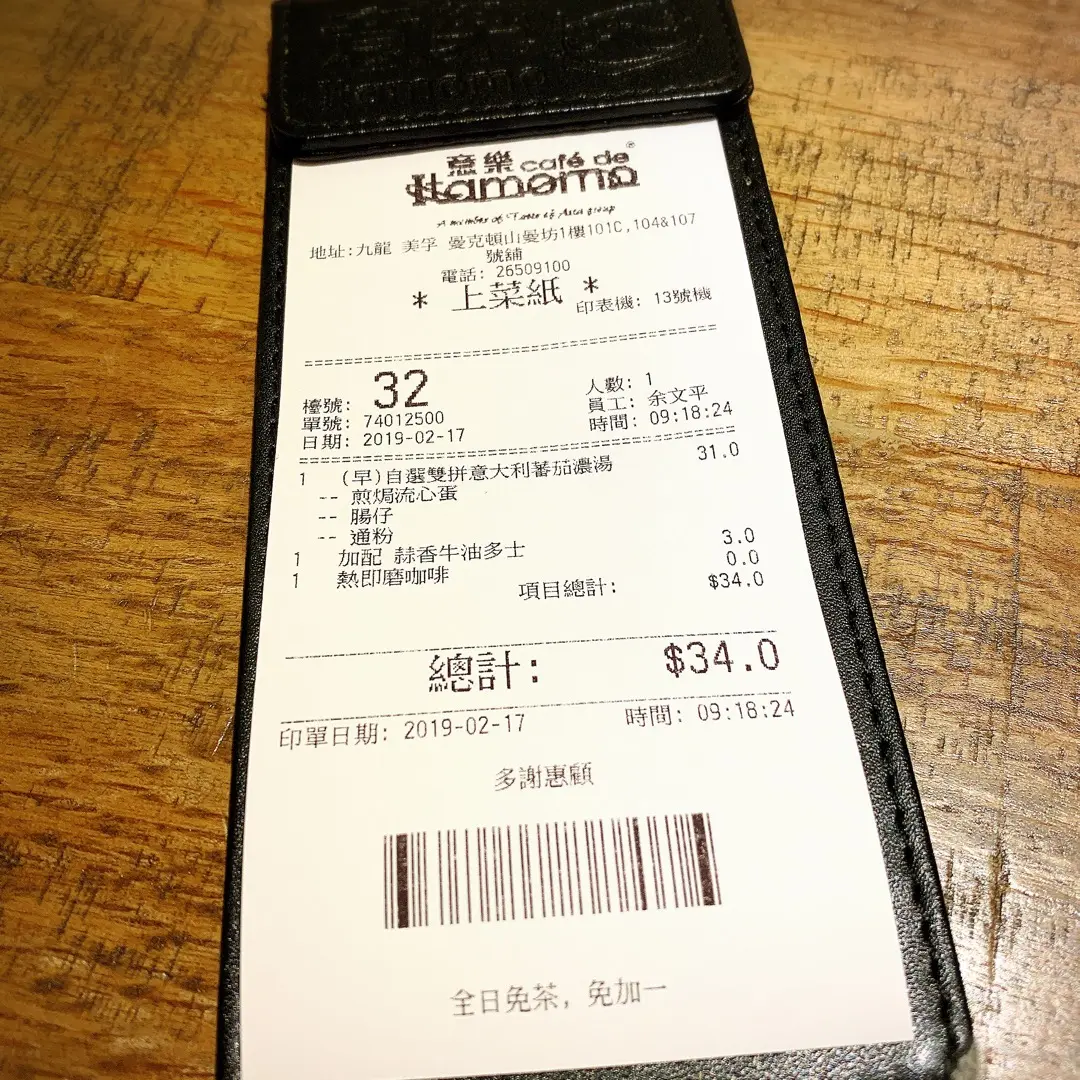 意樂 café de
Itamomo
A member of Taste of Asia group
地址:九龍 美孚 曼克頓山曼坊1樓101C,104&107
號舖
電話: 26509100
* 上菜紙 *
印表機: 13號機
檯號: 32
人數: 1
單號: 74012500
員工: 余文平
日期: 2019-02-17
時間: 09:18:24
1 (早)自選雙拼意大利蕃茄濃湯 31.0
-- 煎焗流心蛋
-- 腸仔
-- 通粉
1 加配 蒜香牛油多士 3.0
1 熱即磨咖啡 0.0
項目總計: $34.0
總計: $34.0
印單日期: 2019-02-17 時間: 09:18:24
多謝惠顧
全日免茶, 免加一